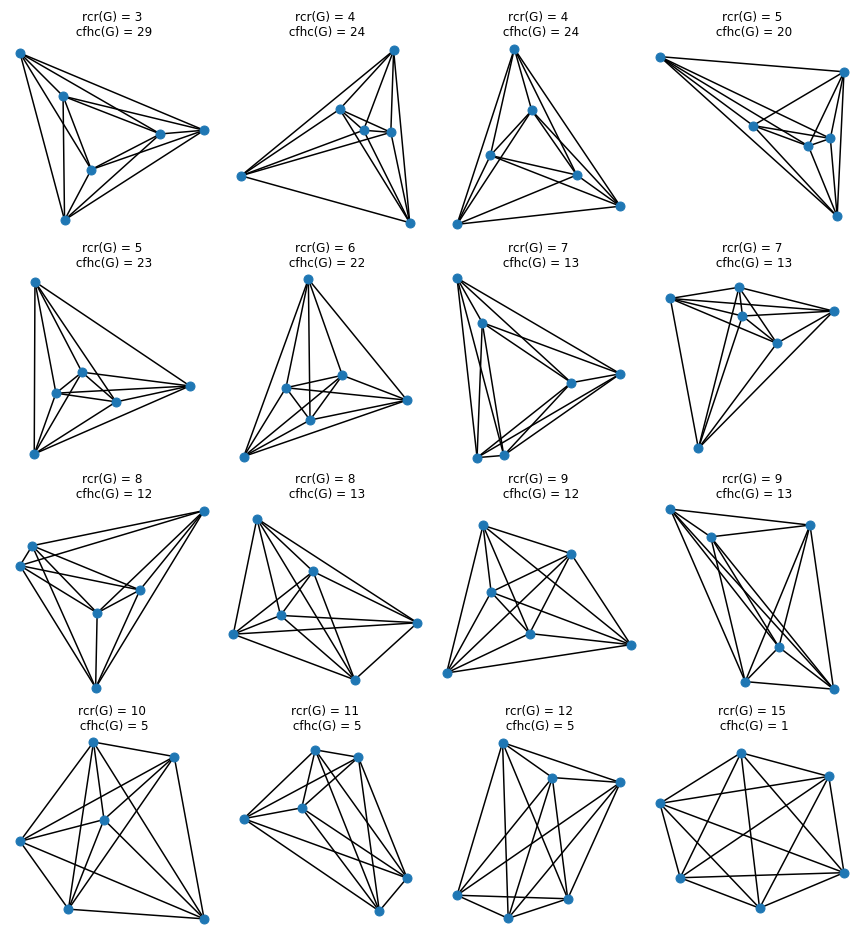 rcr(G) = 3
cfhc(G) = 29
rcr(G) = 4
cfhc(G) = 24
rcr(G) = 4
cfhc(G) = 24
rcr(G) = 5
cfhc(G) = 20
rcr(G) = 5
cfhc(G) = 23
rcr(G) = 6
cfhc(G) = 22
rcr(G) = 7
cfhc(G) = 13
rcr(G) = 7
cfhc(G) = 13
rcr(G) = 8
cfhc(G) = 12
rcr(G) = 8
cfhc(G) = 13
rcr(G) = 9
cfhc(G) = 12
rcr(G) = 9
cfhc(G) = 13
rcr(G) = 10
cfhc(G) = 5
rcr(G) = 11
cfhc(G) = 5
rcr(G) = 12
cfhc(G) = 5
rcr(G) = 15
cfhc(G) = 1